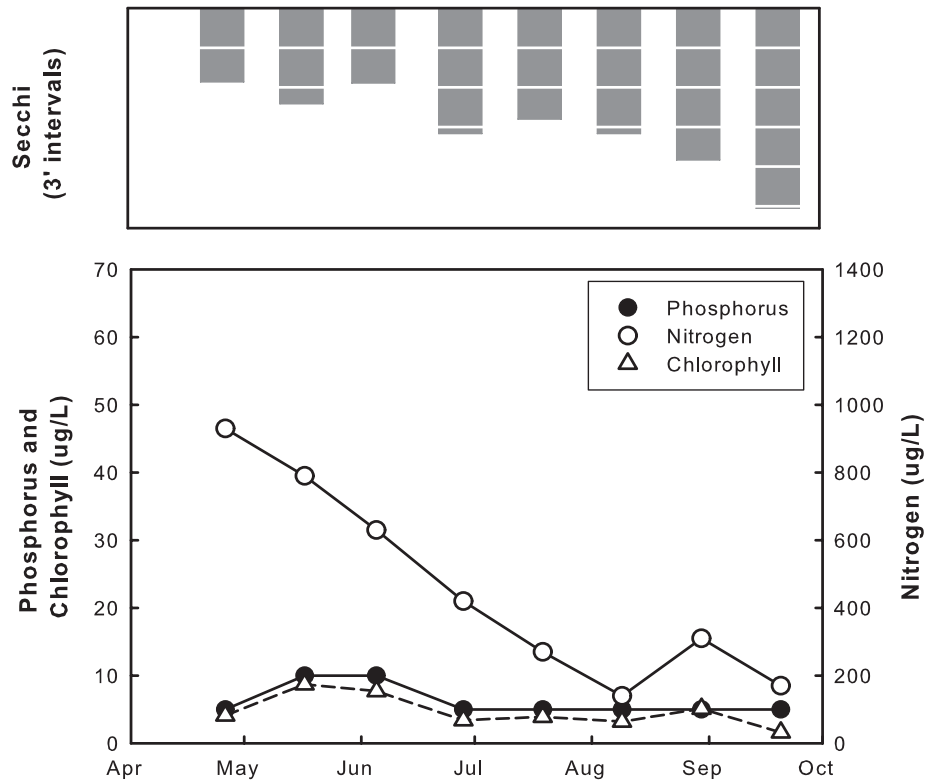 Secchi
(3' intervals)
70
60
50
40
30
20
10
0
Phosphorus and
Chlorophyll (ug/L)
Phosphorus
Nitrogen
Chlorophyll
1400
1200
1000
800
600
400
200
0
Nitrogen (ug/L)
Apr May Jun Jul Aug Sep Oct